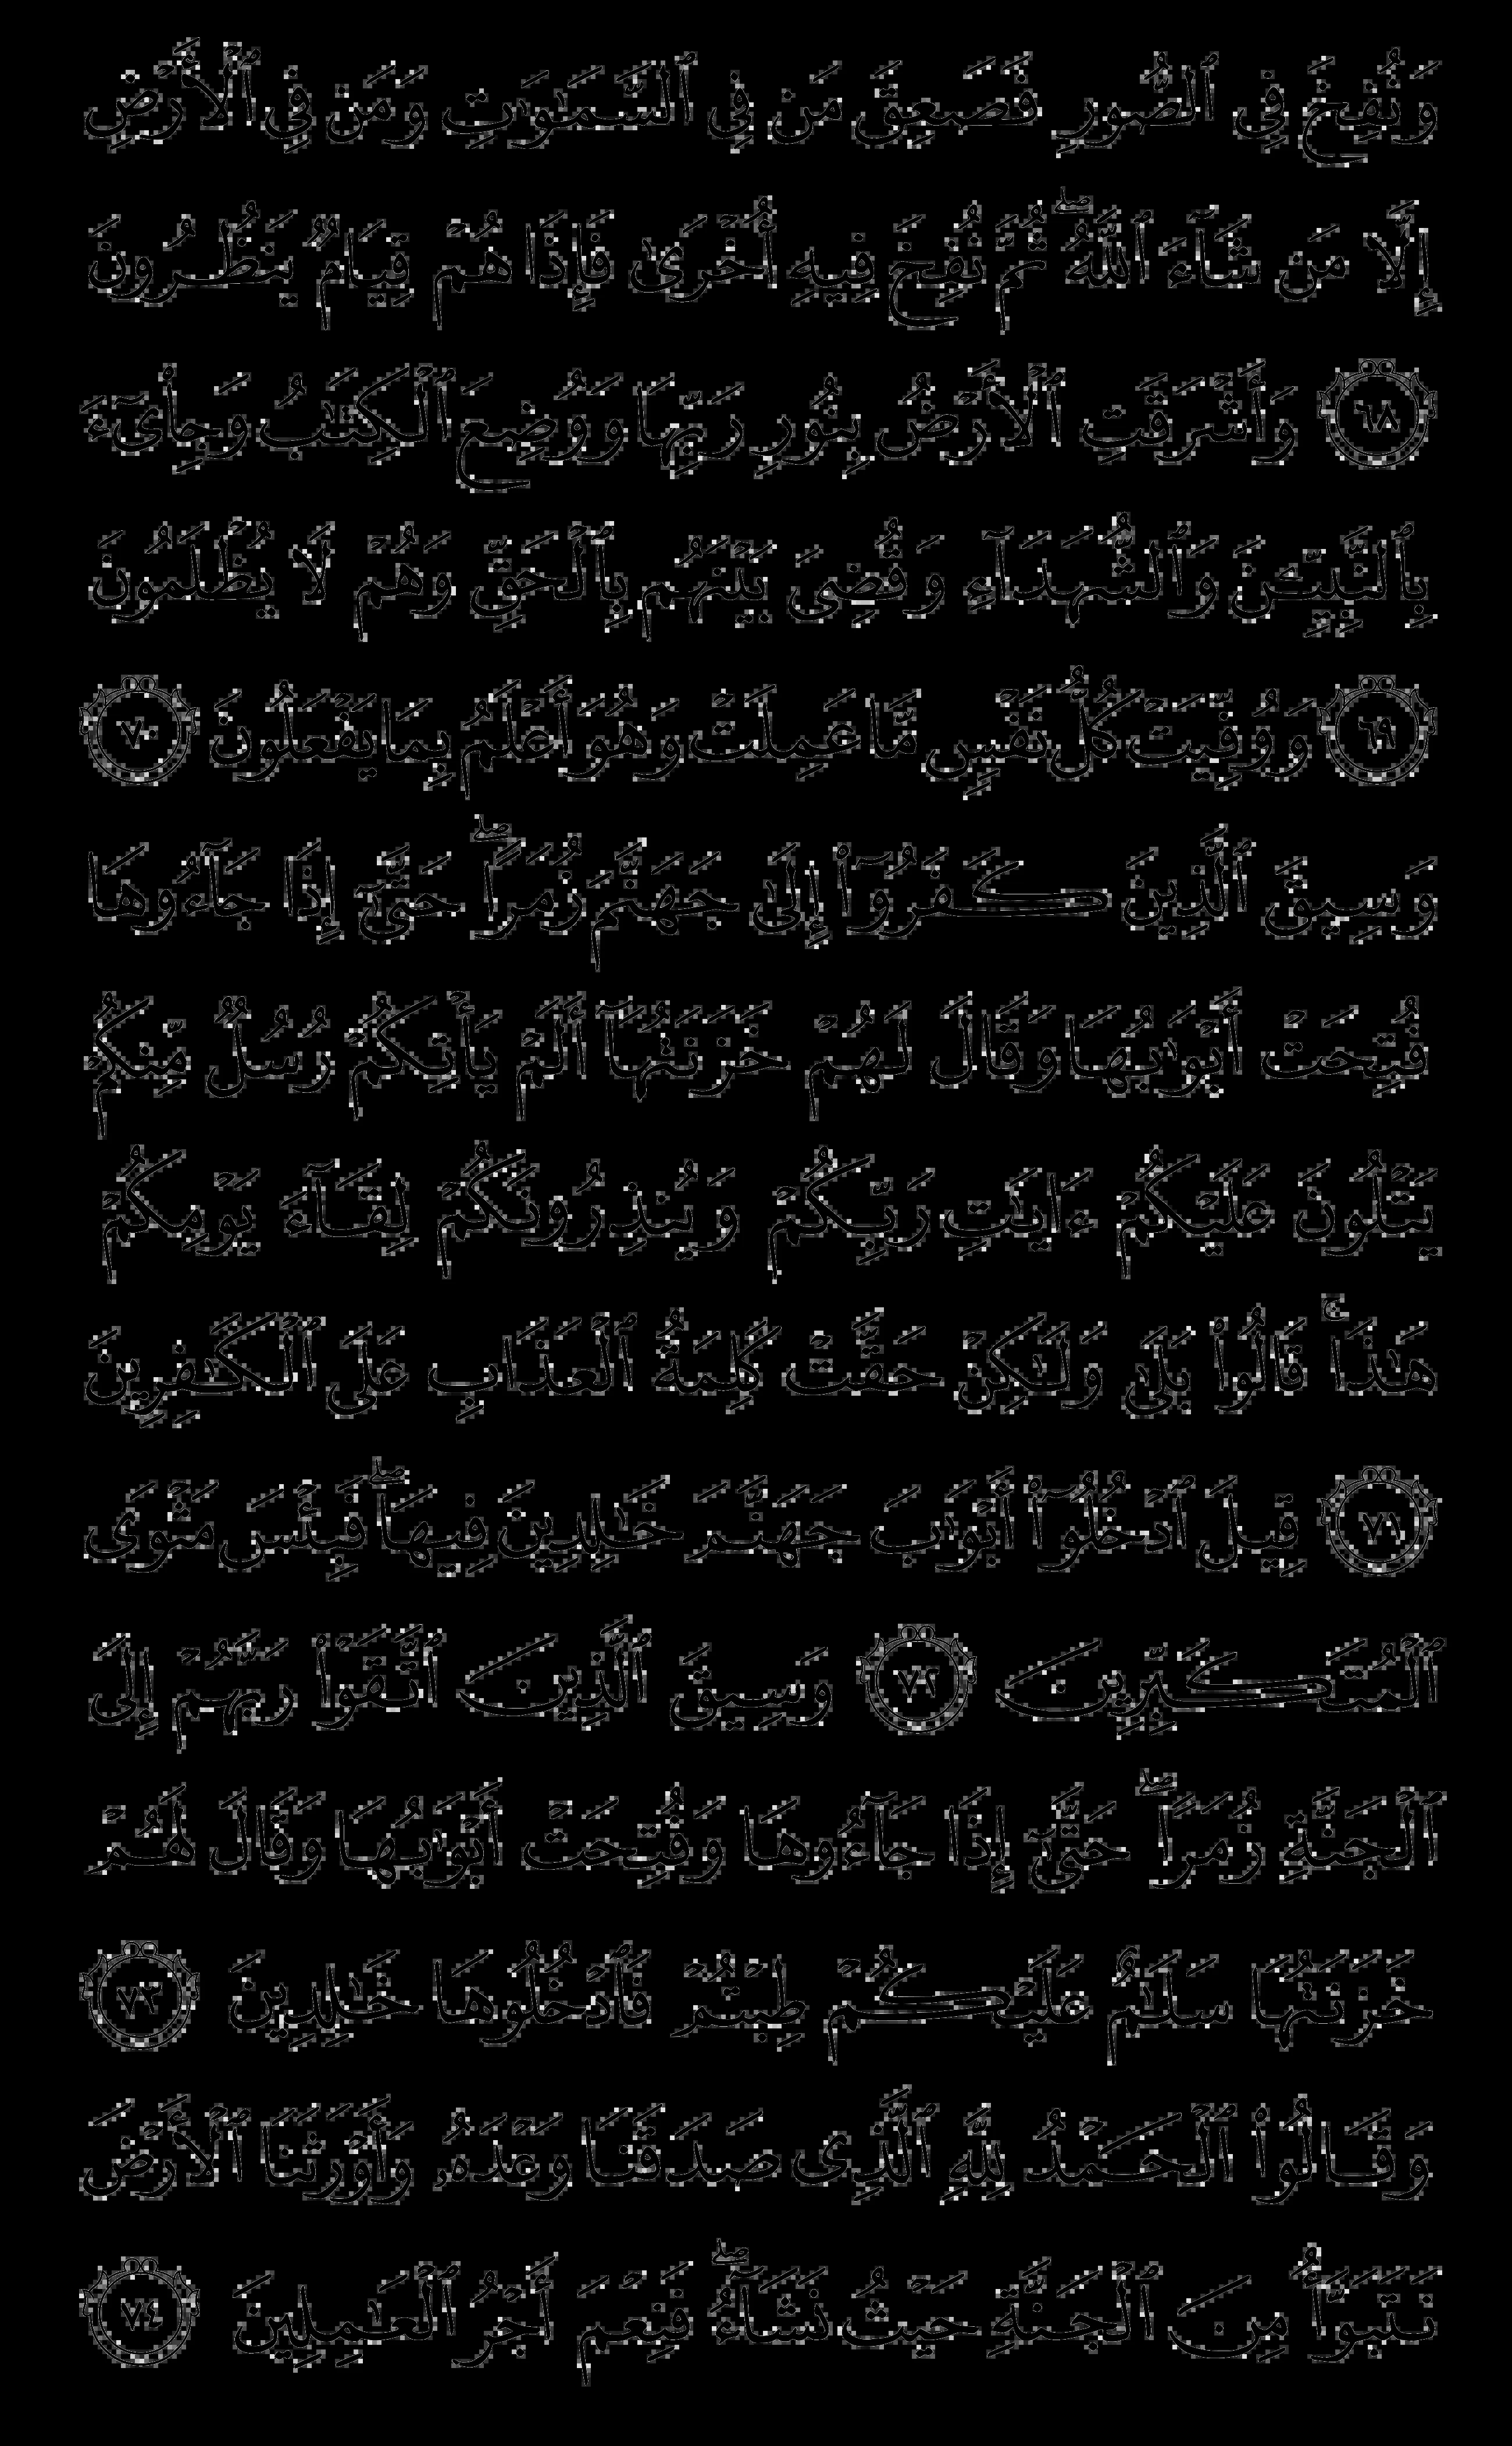 وَنُفِخَ فِى ٱلصُّورِ فَصَعِقَ مَن فِى ٱلسَّمَٰوَٰتِ وَمَن فِى ٱلْأَرْضِ
إِلَّا مَن شَآءَ ٱللَّهُ ۖ ثُمَّ نُفِخَ فِيهِ أُخْرَىٰ فَإِذَا هُمْ قِيَامٌ يَنظُرُونَ
٦٨ وَأَشْرَقَتِ ٱلْأَرْضُ بِنُورِ رَبِّهَا وَوُضِعَ ٱلْكِتَٰبُ وَجِا۟ىٓءَ
بِٱلنَّبِيِّۦنَ وَٱلشُّهَدَآءِ وَقُضِىَ بَيْنَهُم بِٱلْحَقِّ وَهُمْ لَا يُظْلَمُونَ
٦٩ وَوُفِّيَتْ كُلُّ نَفْسٍ مَّا عَمِلَتْ وَهُوَ أَعْلَمُ بِمَا يَفْعَلُونَ ٧٠
وَسِيقَ ٱلَّذِينَ كَفَرُوٓا۟ إِلَىٰ جَهَنَّمَ زُمَرًا ۖ حَتَّىٰٓ إِذَا جَآءُوهَا
فُتِحَتْ أَبْوَٰبُهَا وَقَالَ لَهُمْ خَزَنَتُهَآ أَلَمْ يَأْتِكُمْ رُسُلٌ مِّنكُمْ
يَتْلُونَ عَلَيْكُمْ ءَايَٰتِ رَبِّكُمْ وَيُنذِرُونَكُمْ لِقَآءَ يَوْمِكُمْ
هَٰذَا ۚ قَالُوا۟ بَلَىٰ وَلَٰكِنْ حَقَّتْ كَلِمَةُ ٱلْعَذَابِ عَلَى ٱلْكَٰفِرِينَ
٧١ قِيلَ ٱدْخُلُوٓا۟ أَبْوَٰبَ جَهَنَّمَ خَٰلِدِينَ فِيهَا ۖ فَبِئْسَ مَثْوَى
ٱلْمُتَكَبِّرِينَ ٧٢ وَسِيقَ ٱلَّذِينَ ٱتَّقَوْا۟ رَبَّهُمْ إِلَى
ٱلْجَنَّةِ زُمَرًا ۖ حَتَّىٰٓ إِذَا جَآءُوهَا وَفُتِحَتْ أَبْوَٰبُهَا وَقَالَ لَهُمْ
خَزَنَتُهَا سَلَٰمٌ عَلَيْكُمْ طِبْتُمْ فَٱدْخُلُوهَا خَٰلِدِينَ ٧٣
وَقَالُوا۟ ٱلْحَمْدُ لِلَّهِ ٱلَّذِى صَدَقَنَا وَعْدَهُۥ وَأَوْرَثَنَا ٱلْأَرْضَ
نَتَبَوَّأُ مِنَ ٱلْجَنَّةِ حَيْثُ نَشَآءُ ۖ فَنِعْمَ أَجْرُ ٱلْعَٰمِلِينَ ٧٤